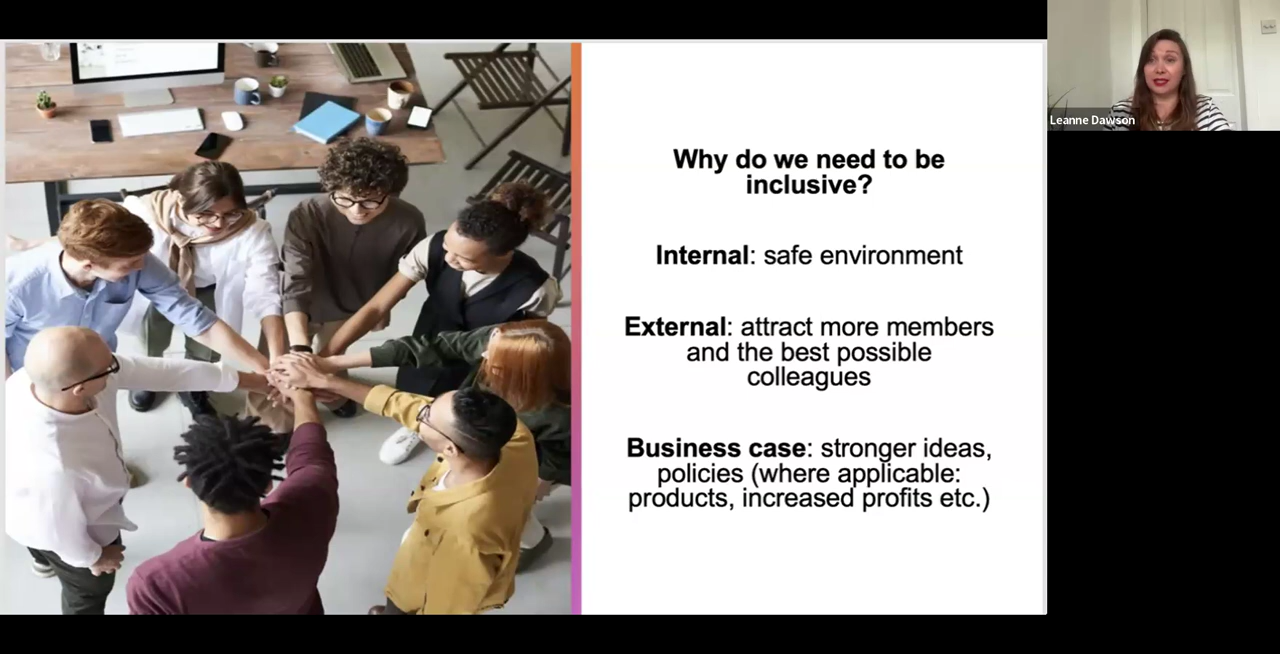 Why do we need to be
inclusive?
Internal: safe environment
External: attract more members
and the best possible
colleagues
Business case: stronger ideas,
policies (where applicable:
products, increased profits etc.)
Leanne Dawson